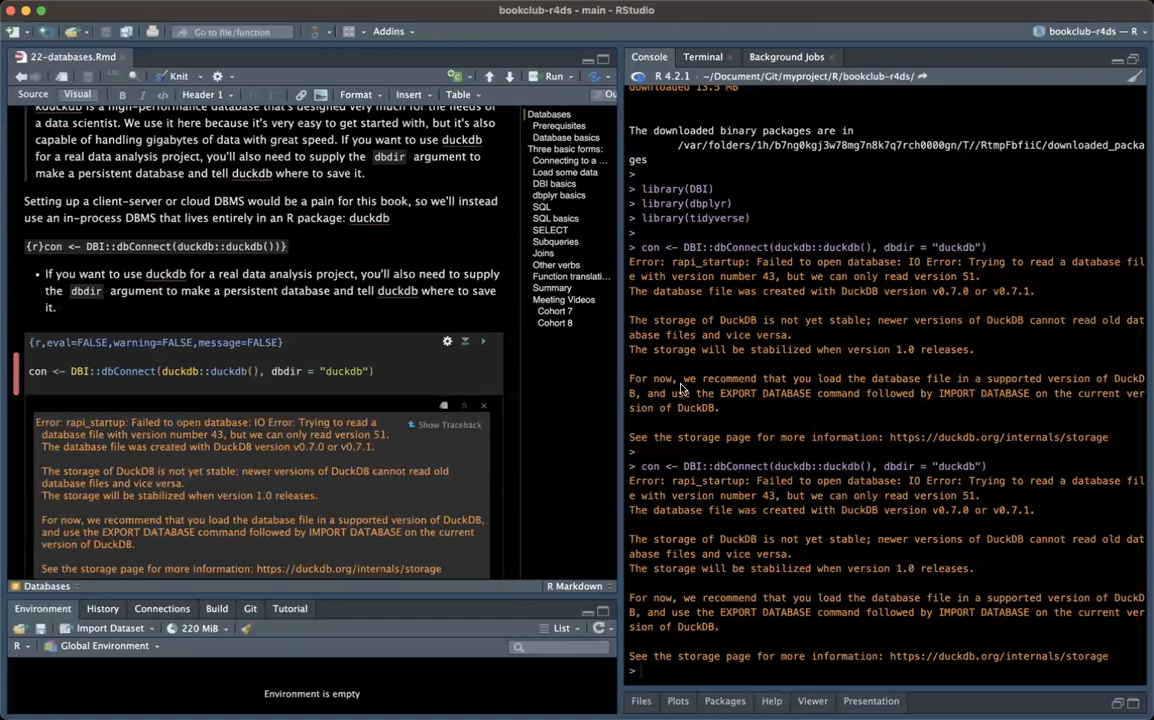 bookclub-r4ds - main - RStudio
Go to file/function
Addins
bookclub-r4ds — R
22-databases.Rmd
Knit
Run
Source
Visual
B
I
Header 1
Format
Insert
Table
Ou
kduckdb is a high-performance database that's designed very much for the needs of
a data scientist. We use it here because it's very easy to get started with, but it's also
capable of handling gigabytes of data with great speed. If you want to use duckdb
for a real data analysis project, you'll also need to supply the dbdir argument to
make a persistent database and tell duckdb where to save it.
Setting up a client-server or cloud DBMS would be a pain for this book, so we'll instead
use an in-process DBMS that lives entirely in an R package: duckdb
{r}con <- DBI::dbConnect(duckdb::duckdb())}
• If you want to use duckdb for a real data analysis project, you'll also need to supply
the dbdir argument to make a persistent database and tell duckdb where to save
it.
{r,eval=FALSE,warning=FALSE,message=FALSE}
con <- DBI::dbConnect(duckdb::duckdb(), dbdir = "duckdb")
Error: rapi_startup: Failed to open database: IO Error: Trying to read a
database file with version number 43, but we can only read version 51.
The database file was created with DuckDB version v0.7.0 or v0.7.1.
Show Traceback
The storage of DuckDB is not yet stable; newer versions of DuckDB cannot read old
database files and vice versa.
The storage will be stabilized when version 1.0 releases.
For now, we recommend that you load the database file in a supported version of DuckDB,
and use the EXPORT DATABASE command followed by IMPORT DATABASE on the current
version of DuckDB.
See the storage page for more information: https://duckdb.org/internals/storage
Databases
Prerequisites
Database basics
Three basic forms:
Connecting to a ...
Load some data
DBI basics
dbplyr basics
SQL
SQL basics
SELECT
Subqueries
Joins
Other verbs
Function translati...
Summary
Meeting Videos
Cohort 7
Cohort 8
Databases
R Markdown
Environment
History
Connections
Build
Git
Tutorial
Import Dataset
220 MiB
List
R
Global Environment
Environment is empty
Console
Terminal
Background Jobs
R 4.2.1 · ~/Document/Git/myproject/R/bookclub-r4ds/
downloaded 13.5 MB
The downloaded binary packages are in
/var/folders/1h/b7ng0kgj3w78mg7n8k7q7rch0000gn/T//RtmpFbfiiC/downloaded_packa
ges
>
> library(DBI)
> library(dbplyr)
> library(tidyverse)
>
> con <- DBI::dbConnect(duckdb::duckdb(), dbdir = "duckdb")
Error: rapi_startup: Failed to open database: IO Error: Trying to read a database fil
e with version number 43, but we can only read version 51.
The database file was created with DuckDB version v0.7.0 or v0.7.1.
The storage of DuckDB is not yet stable; newer versions of DuckDB cannot read old dat
abase files and vice versa.
The storage will be stabilized when version 1.0 releases.
For now, we recommend that you load the database file in a supported version of DuckD
B, and use the EXPORT DATABASE command followed by IMPORT DATABASE on the current ver
sion of DuckDB.
See the storage page for more information: https://duckdb.org/internals/storage
>
> con <- DBI::dbConnect(duckdb::duckdb(), dbdir = "duckdb")
Error: rapi_startup: Failed to open database: IO Error: Trying to read a database fil
e with version number 43, but we can only read version 51.
The database file was created with DuckDB version v0.7.0 or v0.7.1.
The storage of DuckDB is not yet stable; newer versions of DuckDB cannot read old dat
abase files and vice versa.
The storage will be stabilized when version 1.0 releases.
For now, we recommend that you load the database file in a supported version of DuckD
B, and use the EXPORT DATABASE command followed by IMPORT DATABASE on the current ver
sion of DuckDB.
See the storage page for more information: https://duckdb.org/internals/storage
>
Files
Plots
Packages
Help
Viewer
Presentation